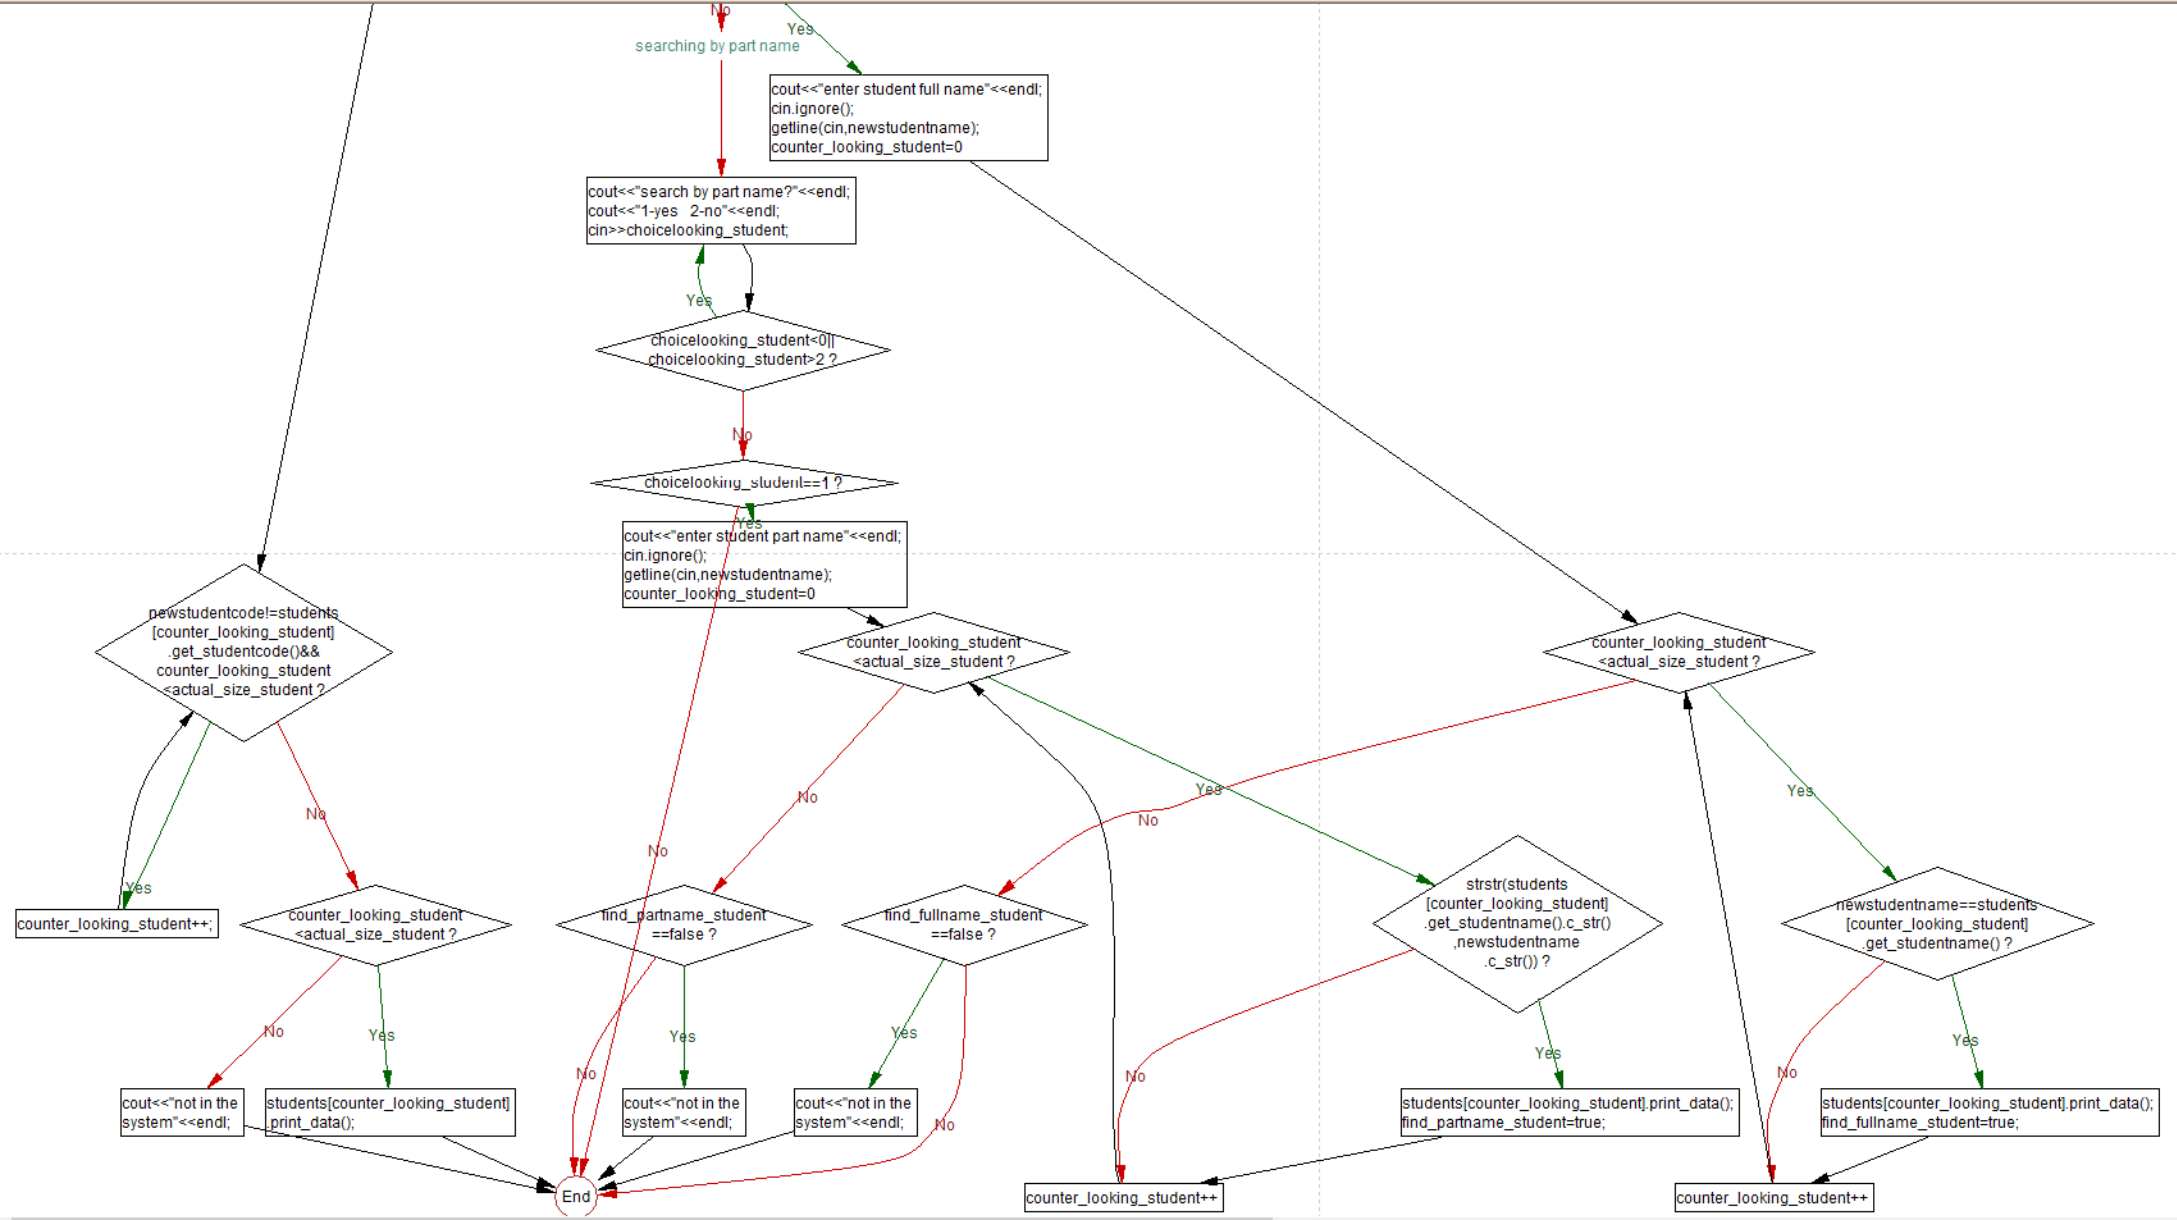 No
Yes
searching by part name
cout<<"enter student full name"<<endl;
cin.ignore();
getline(cin,newstudentname);
counter_looking_student=0
cout<<"search by part name?"<<endl;
cout<<"1-yes   2-no"<<endl;
cin>>choicelooking_student;
Yes
choicelooking_student<0||
choicelooking_student>2 ?
No
choicelooking_student==1 ?
Yes
cout<<"enter student part name"<<endl;
cin.ignore();
getline(cin,newstudentname);
counter_looking_student=0
newstudentcode!=students
[counter_looking_student]
.get_studentcode()&&
counter_looking_student
<actual_size_student ?
counter_looking_student
<actual_size_student ?
counter_looking_student
<actual_size_student ?
No
No
Yes
No
Yes
No
Yes
counter_looking_student++;
counter_looking_student
<actual_size_student ?
find_partname_student
==false ?
find_fullname_student
==false ?
strstr(students
[counter_looking_student]
.get_studentname().c_str()
,newstudentname
.c_str()) ?
newstudentname==students
[counter_looking_student]
.get_studentname() ?
No
Yes
No
Yes
Yes
No
No
Yes
No
Yes
cout<<"not in the
system"<<endl;
students[counter_looking_student]
.print_data();
cout<<"not in the
system"<<endl;
cout<<"not in the
system"<<endl;
students[counter_looking_student].print_data();
find_partname_student=true;
students[counter_looking_student].print_data();
find_fullname_student=true;
End
counter_looking_student++
counter_looking_student++